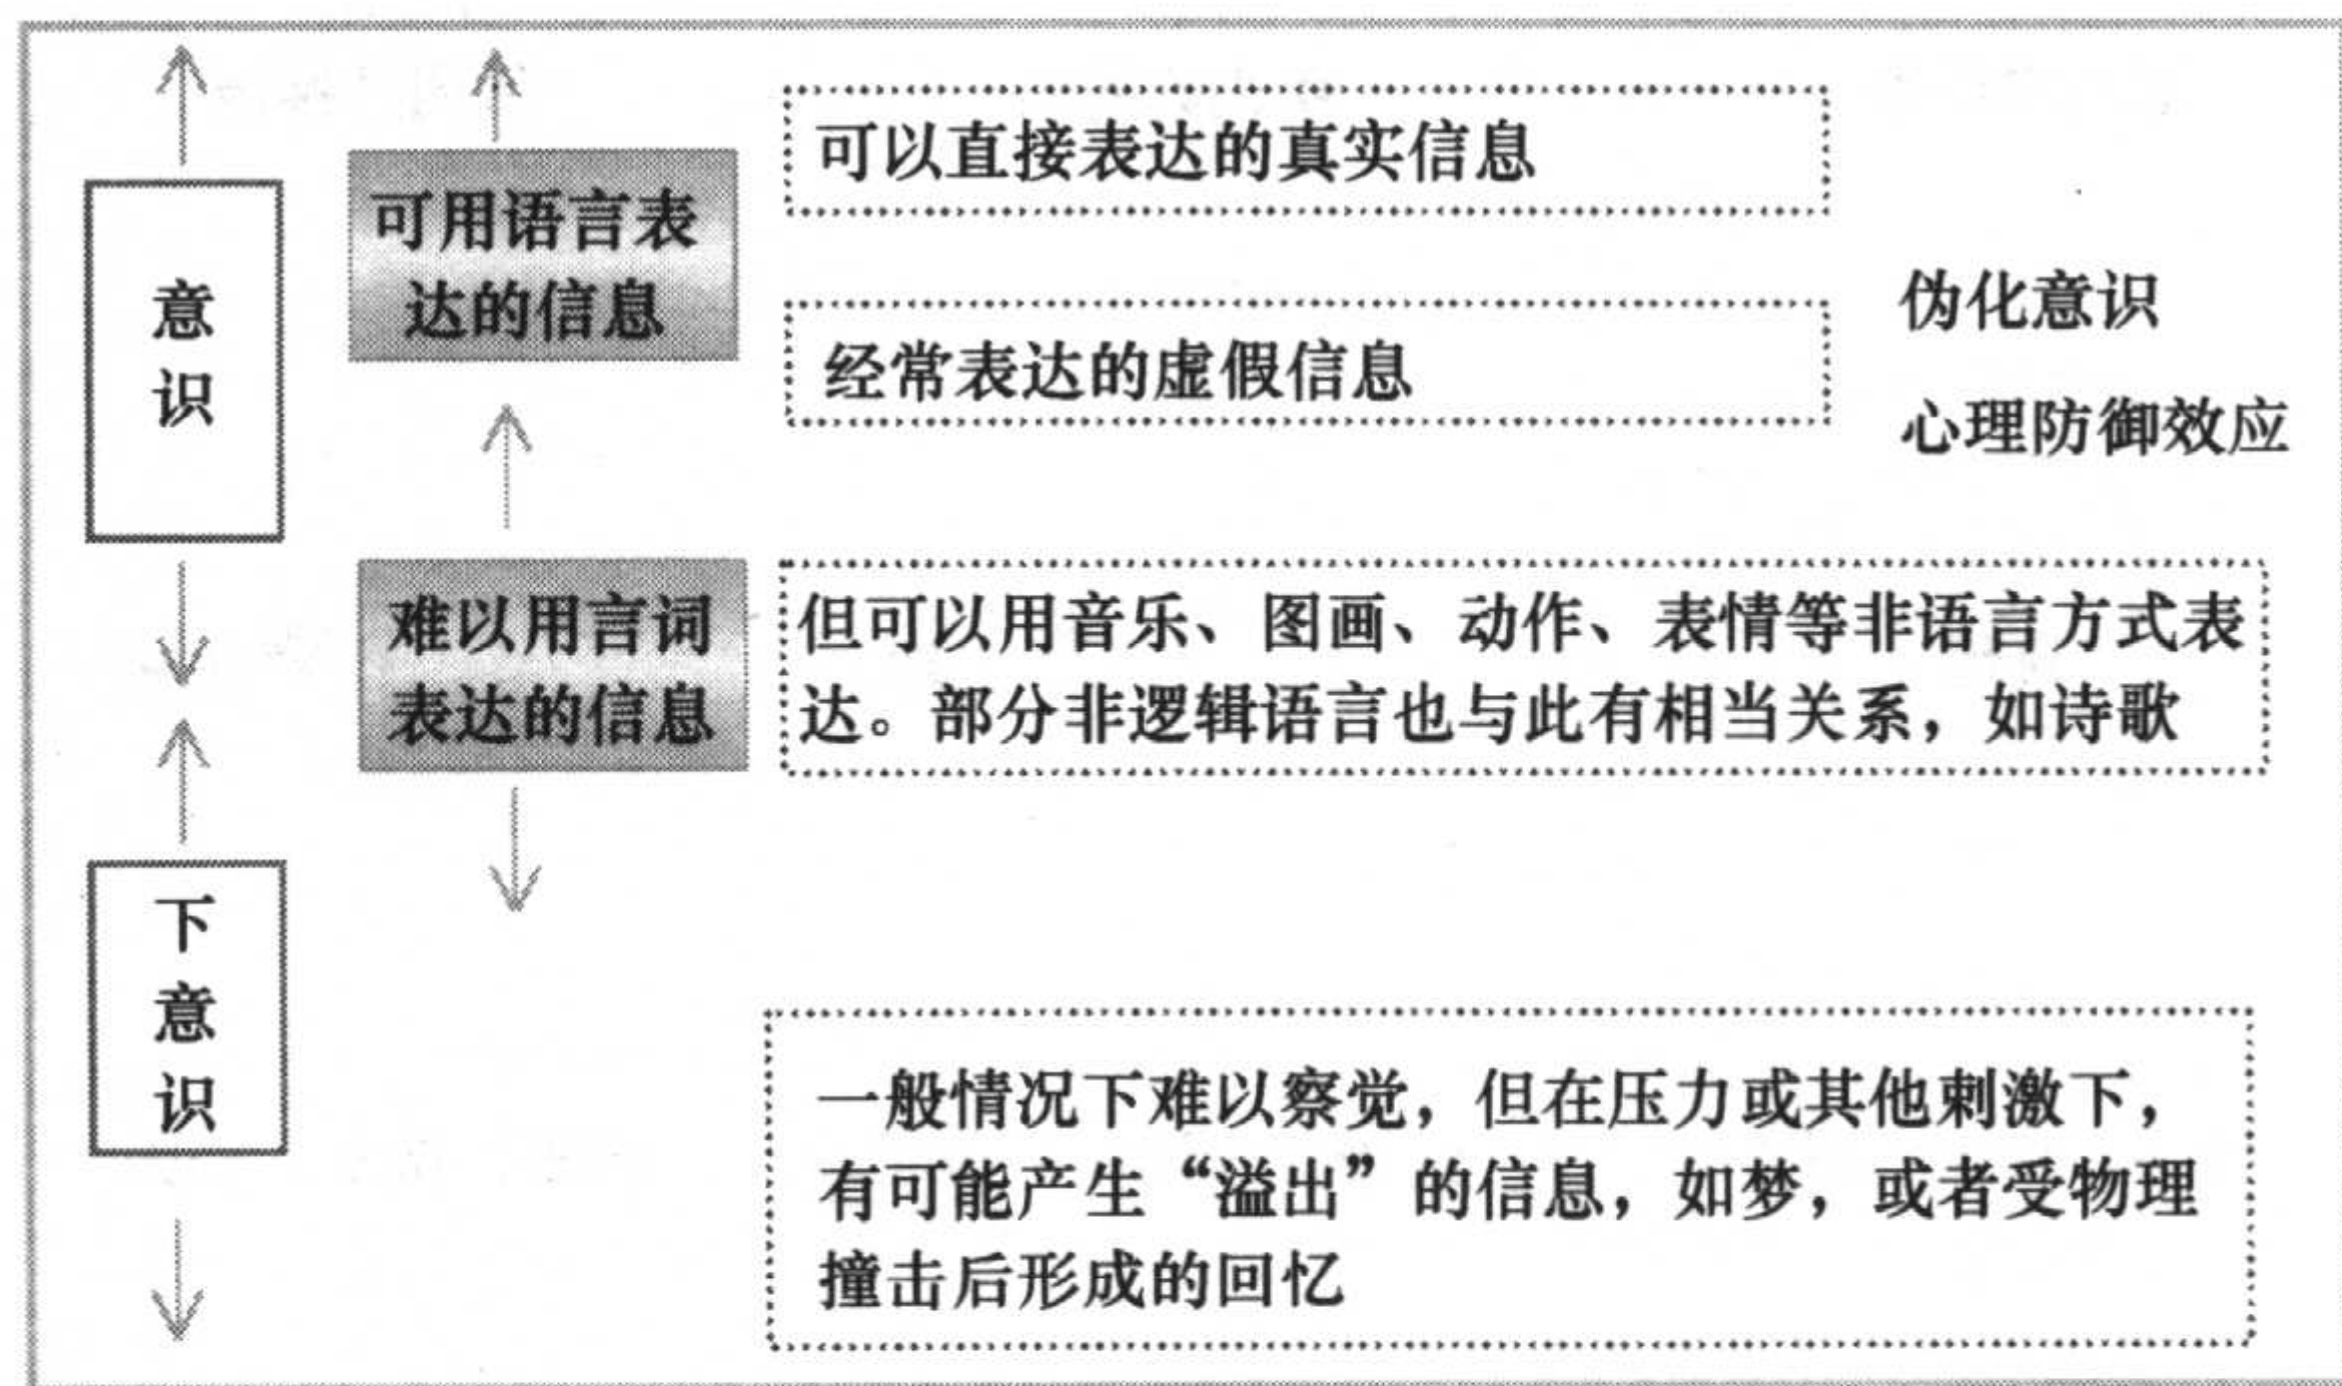 意
识
可用语言表
达的信息
可以直接表达的真实信息
经常表达的虚假信息
伪化意识
心理防御效应
难以用言词
表达的信息
但可以用音乐、图画、动作、表情等非语言方式表
达。部分非逻辑语言也与此有相当关系，如诗歌
下
意
识
一般情况下难以察觉，但在压力或其他刺激下，
有可能产生“溢出”的信息，如梦，或者受物理
撞击后形成的回忆